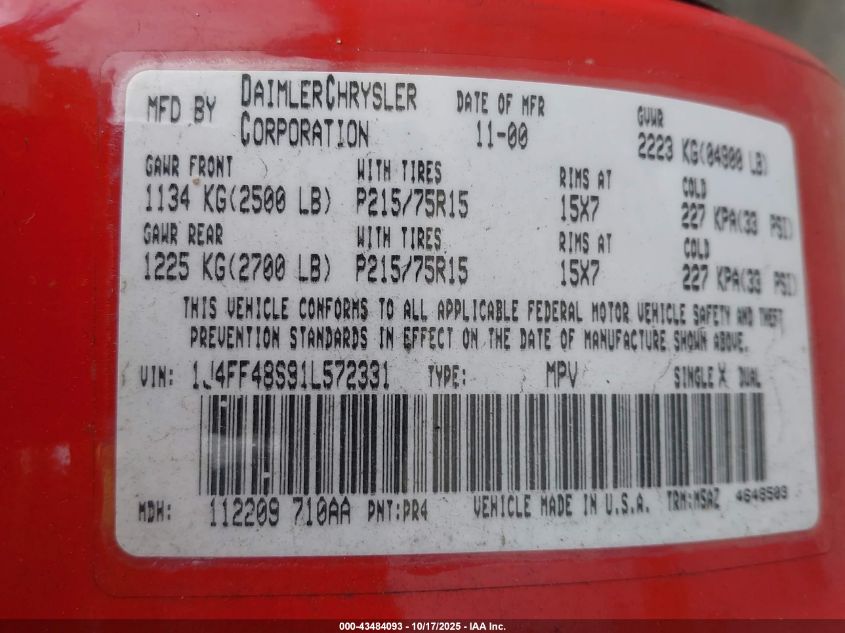 MFD BY DAIMLERCHRYSLER CORPORATION DATE OF MFR 11-00 GVWR 2223 KG(04900 LB)
GAWR FRONT WITH TIRES RIMS AT COLD
1134 KG(2500 LB) P215/75R15 15X7 227 KPA(33 PSI)
GAWR REAR WITH TIRES RIMS AT COLD
1225 KG(2700 LB) P215/75R15 15X7 227 KPA(33 PSI)
THIS VEHICLE CONFORMS TO ALL APPLICABLE FEDERAL MOTOR VEHICLE SAFETY AND THEFT
PREVENTION STANDARDS IN EFFECT ON THE DATE OF MANUFACTURE SHOWN ABOVE.
VIN: 1J4FF48S91L572331 TYPE: MPV SINGLE X DUAL
MDH: 112209 710AA PNT:PR4 VEHICLE MADE IN U.S.A. TRM:MSAZ
000-43484093 | 10/17/2025 - IAA Inc.